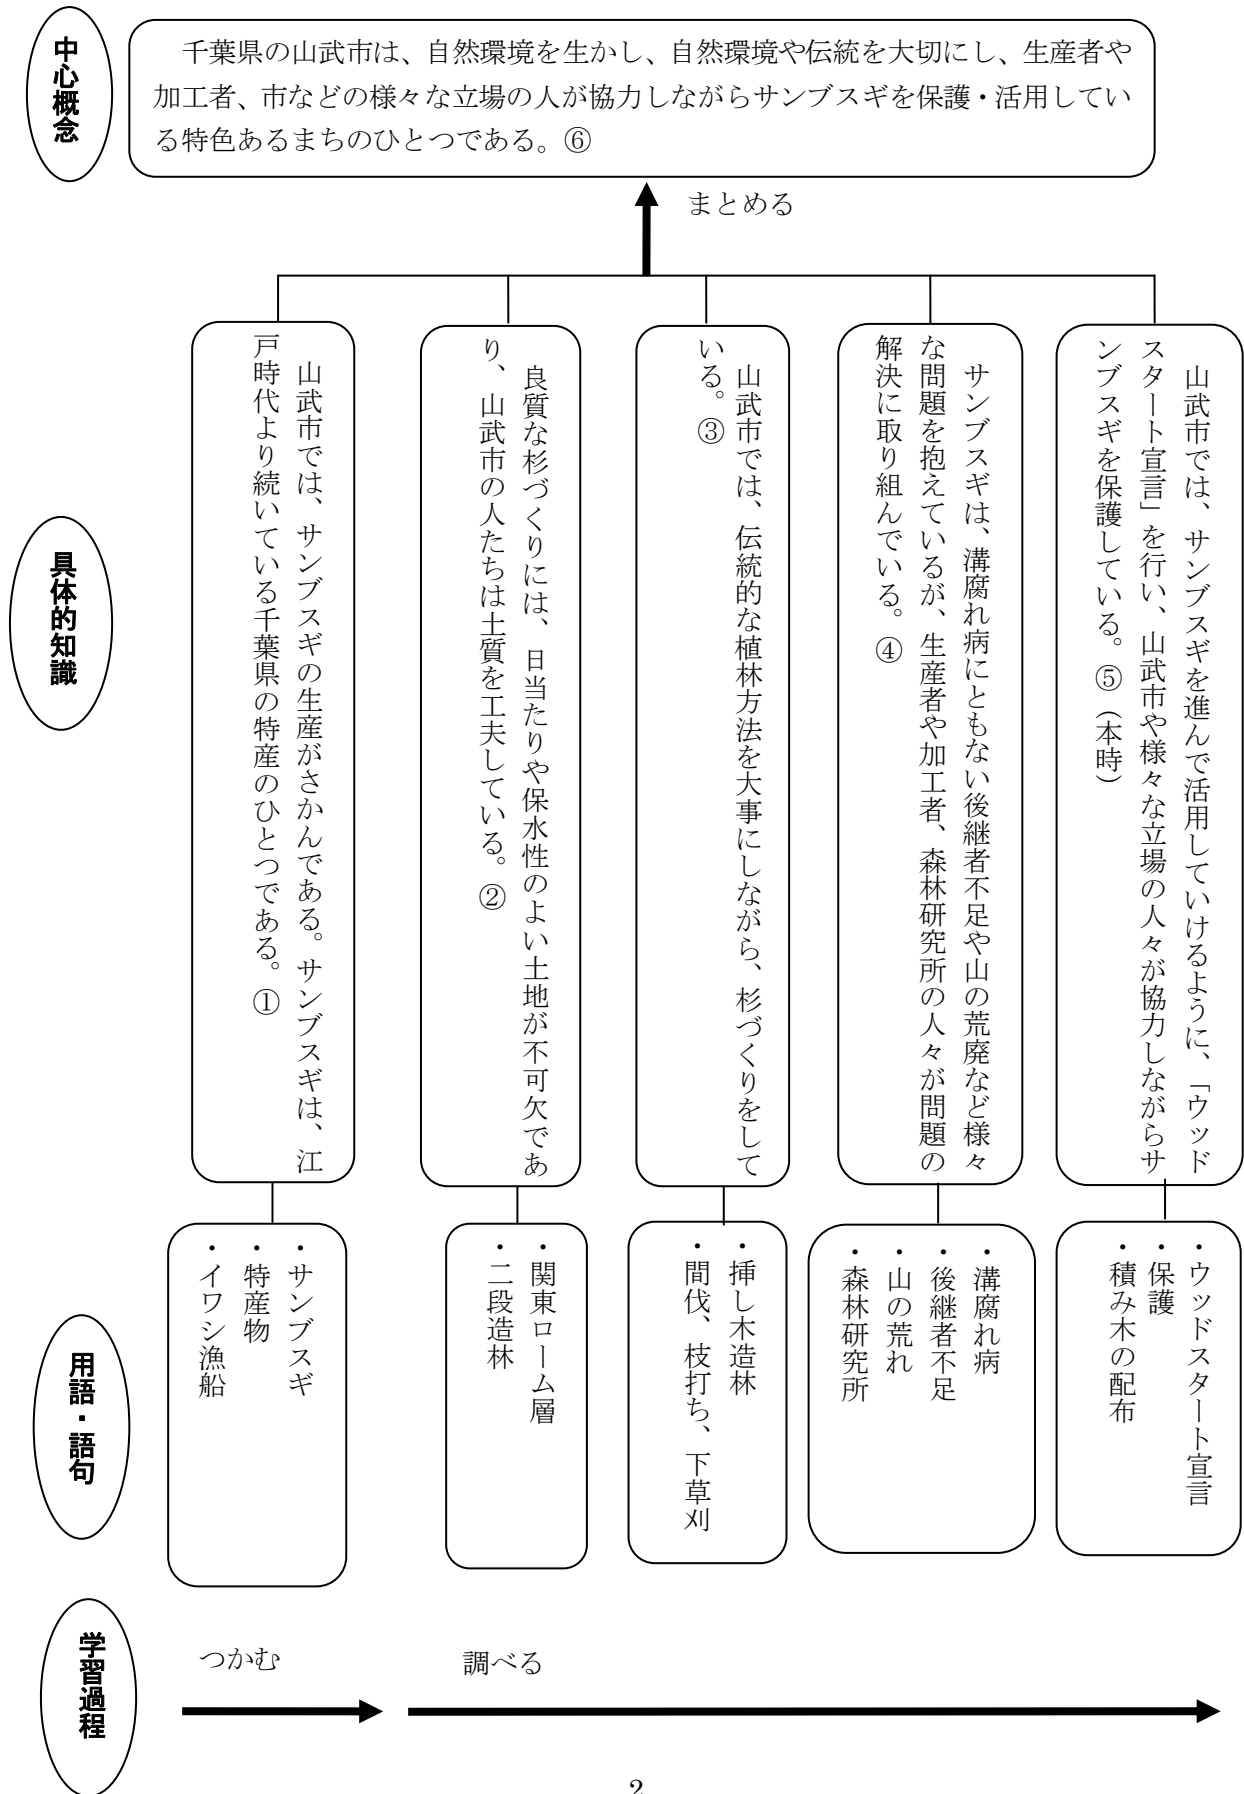 中心概念
千葉県の山武市は、自然環境を生かし、自然環境や伝統を大切にし、生産者や
加工者、市などの様々な立場の人が協力しながらサンブスギを保護・活用してい
る特色あるまちのひとつである。⑥
まとめる
具体的知識
山武市では、サンブスギの生産がさかんである。サンブスギは、江
戸時代より続いている千葉県の特産のひとつである。①
良質な杉づくりには、日当たりや保水性のよい土地が不可欠であ
り、山武市の人たちは土質を工夫している。②
山武市では、伝統的な植林方法を大事にしながら、杉づくりをして
いる。③
サンブスギは、溝腐れ病にともない後継者不足や山の荒廃など様々
な問題を抱えているが、生産者や加工者、森林研究所の人々が問題の
解決に取り組んでいる。④
山武市では、サンブスギを進んで活用していけるように、「ウッド
スタート宣言」を行い、山武市や様々な立場の人々が協力しながらサ
ンブスギを保護している。⑤（本時）
用語・語句
・サンブスギ
・特産物
・イワシ漁船
・関東ローム層
・二段造林
・挿し木造林
・間伐、枝打ち、下草刈
・溝腐れ病
・後継者不足
・山の荒れ
・森林研究所
・ウッドスタート宣言
・保護
・積み木の配布
学習過程
つかむ
調べる
2